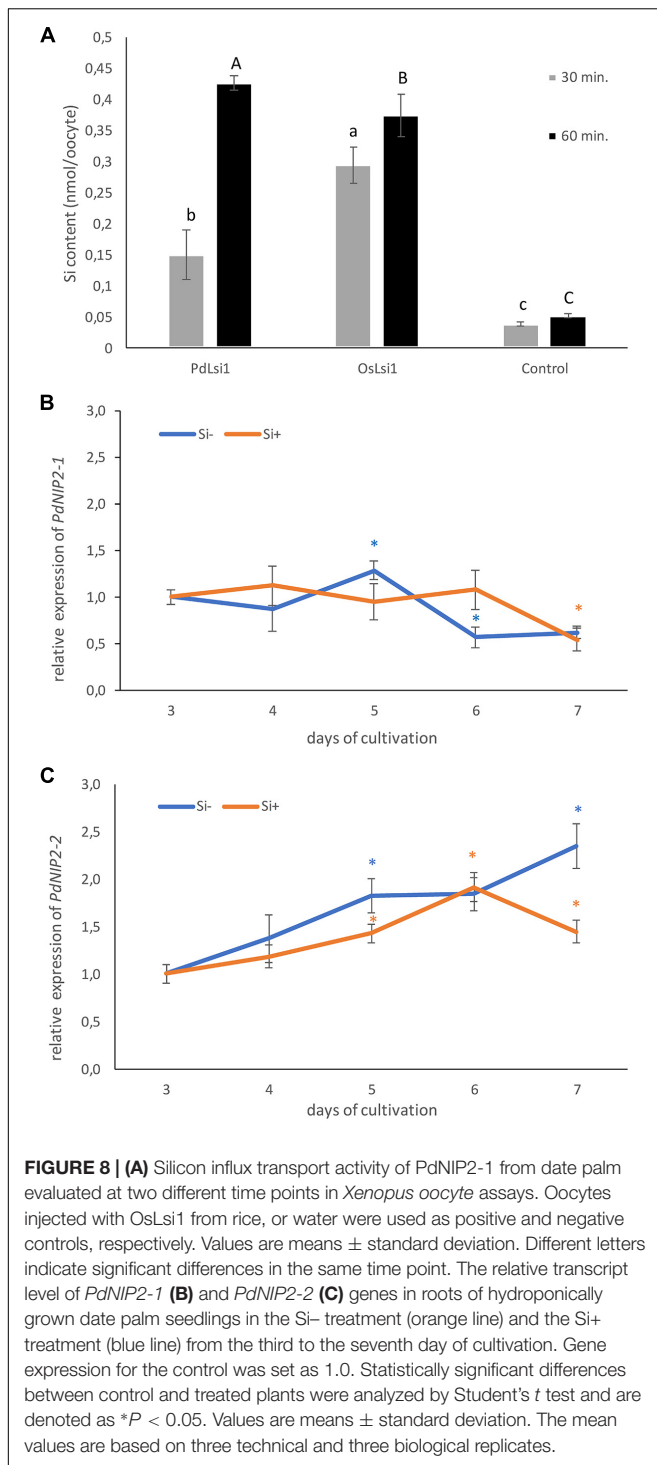 A
0,5
0,45
0,4
0,35
0,3
0,25
0,2
0,15
0,1
0,05
0
Si content (nmol/oocyte)
b
A
a
B
c
C
30 min.
60 min.
PdLsi1
OsLsi1
Control
B
3,0
2,5
2,0
1,5
1,0
0,5
0,0
relative expression of PdNIP2-1
Si-
Si+
*
*
*
3
4
5
6
7
days of cultivation
C
3,0
2,5
2,0
1,5
1,0
0,5
0,0
relative expression of PdNIP2-2
Si-
Si+
*
*
*
*
*
3
4
5
6
7
days of cultivation
FIGURE 8 | (A) Silicon influx transport activity of PdNIP2-1 from date palm
evaluated at two different time points in Xenopus oocyte assays. Oocytes
injected with OsLsi1 from rice, or water were used as positive and negative
controls, respectively. Values are means ± standard deviation. Different letters
indicate significant differences in the same time point. The relative transcript
level of PdNIP2-1 (B) and PdNIP2-2 (C) genes in roots of hydroponically
grown date palm seedlings in the Si– treatment (orange line) and the Si+
treatment (blue line) from the third to the seventh day of cultivation. Gene
expression for the control was set as 1.0. Statistically significant differences
between control and treated plants were analyzed by Student's t test and are
denoted as *P < 0.05. Values are means ± standard deviation. The mean
values are based on three technical and three biological replicates.